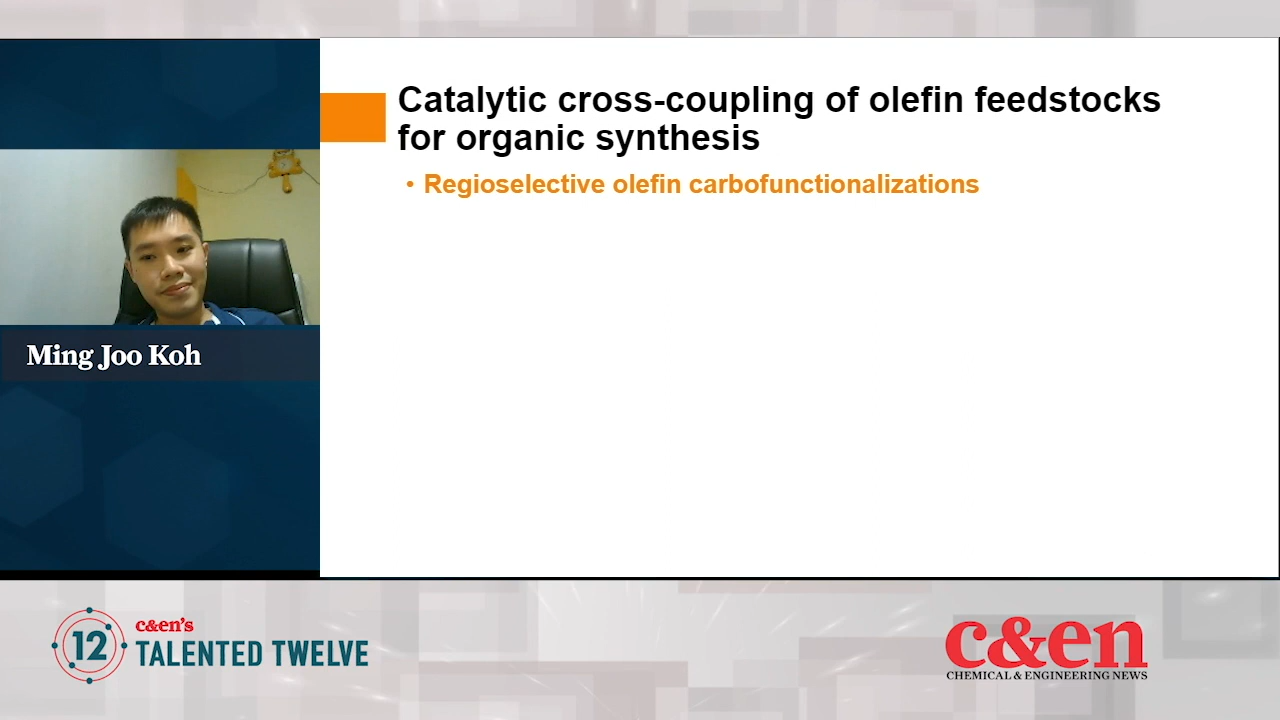 Catalytic cross-coupling of olefin feedstocks
for organic synthesis
• Regioselective olefin carbofunctionalizations
Ming Joo Koh
12
c&en's
TALENTED TWELVE
c&en
CHEMICAL & ENGINEERING NEWS